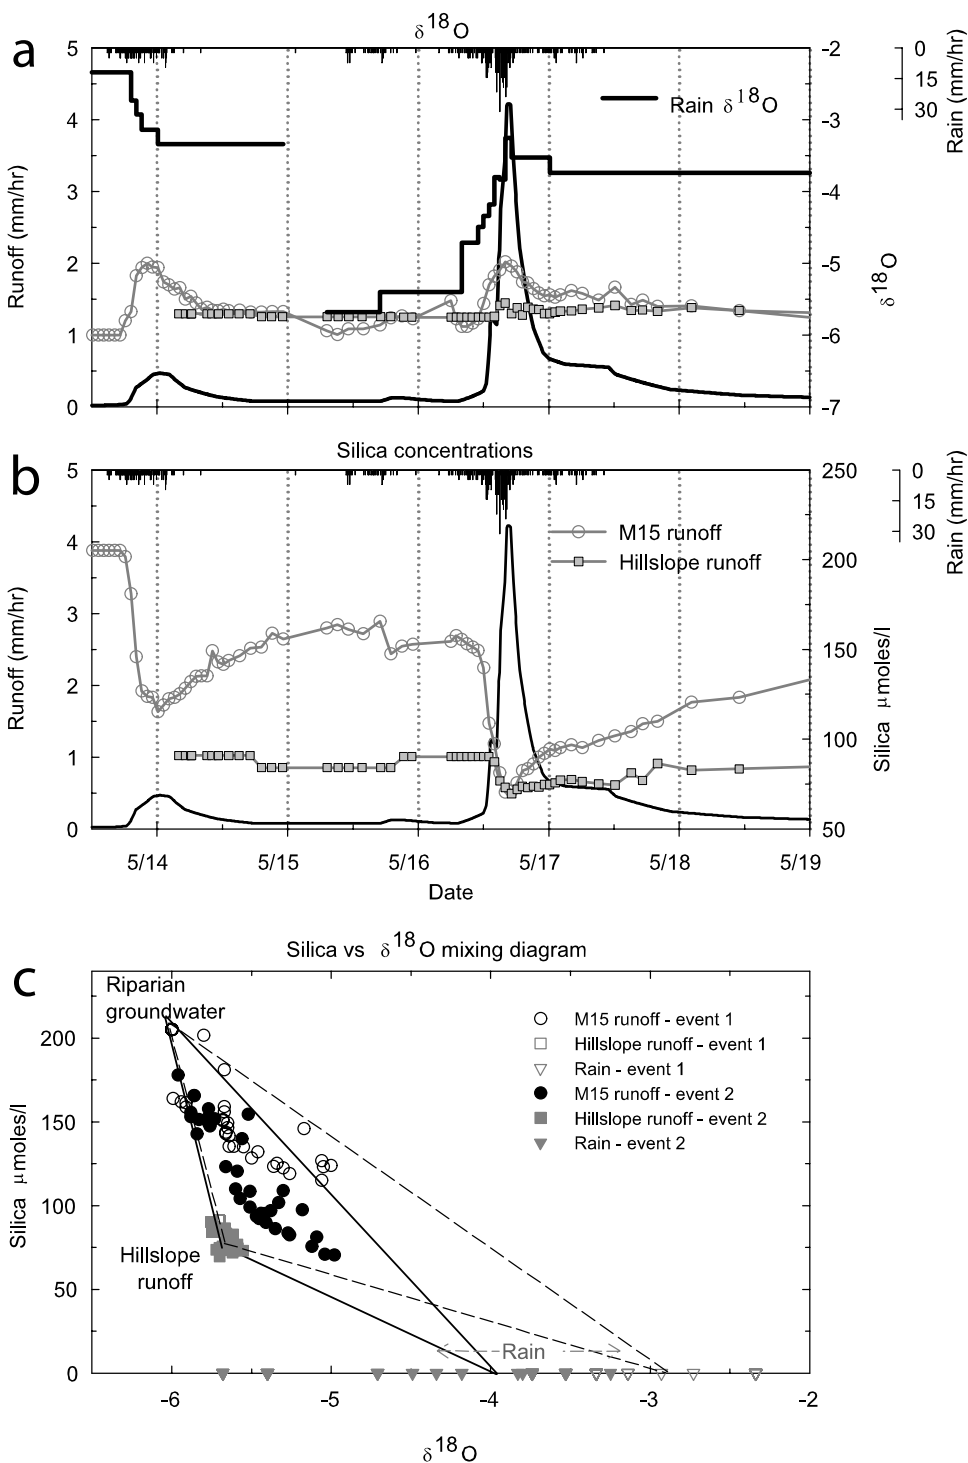 a
δ18O
5
4
3
2
1
0
Runoff (mm/hr)
Rain δ18O
-2
-3
-4
-5
-6
-7
δ18O
0
15
30
Rain (mm/hr)
b
Silica concentrations
5
4
3
2
1
0
Runoff (mm/hr)
M15 runoff
Hillslope runoff
250
200
150
100
50
Silica μmoles/l
0
15
30
Rain (mm/hr)
5/14 5/15 5/16 5/17 5/18 5/19
Date
Silica vs δ18O mixing diagram
c
Riparian
groundwater
M15 runoff - event 1
Hillslope runoff - event 1
Rain - event 1
M15 runoff - event 2
Hillslope runoff - event 2
Rain - event 2
200
150
100
50
0
Silica μmoles/l
Hillslope
runoff
Rain
-6 -5 -4 -3 -2
δ18O